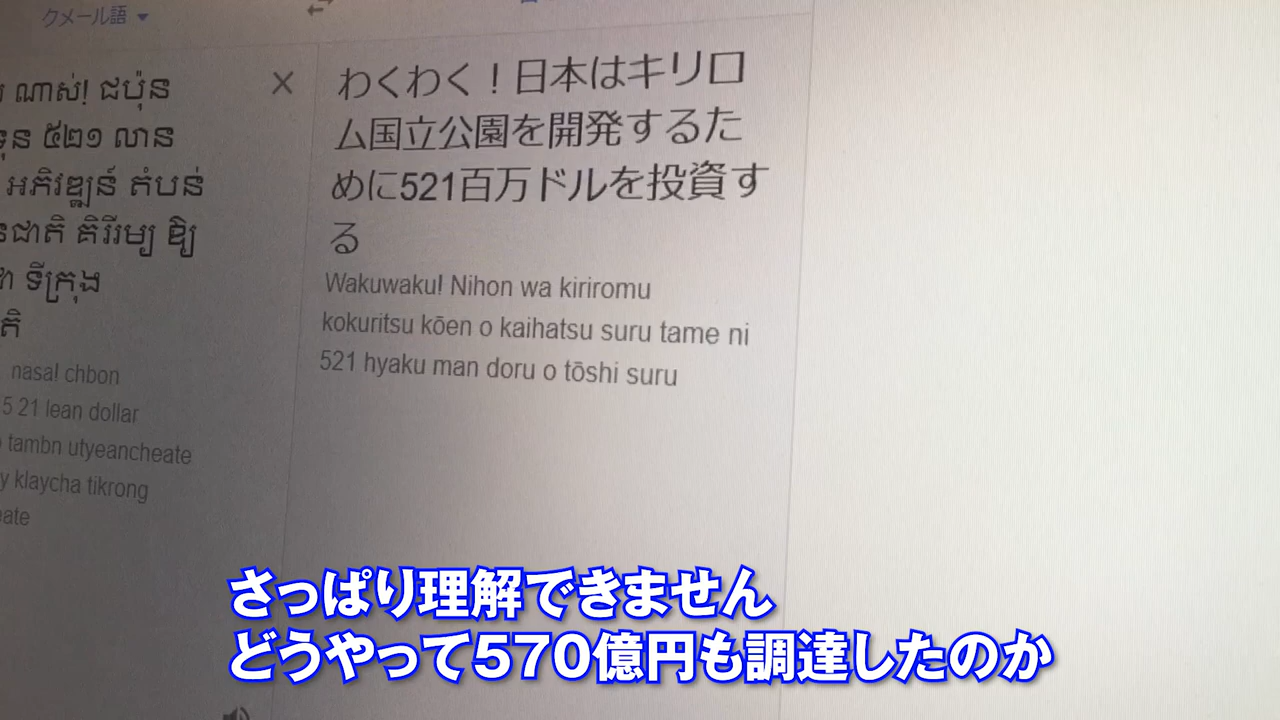 クメール語
ណាស់! ជប៉ុន
៥២១ លាន
អភិវឌ្ឍន៍ តំបន់
គិរីរម្យ ឱ្យ
ទីក្រុង
nasa! chbon
5 21 lean dollar
tambn utyeancheate
klaycha tikrong
わくわく！日本はキリロ
ム国立公園を開発するた
めに521百万ドルを投資す
る
Wakuwaku! Nihon wa kiriromu
kokuritsu kōen o kaihatsu suru tame ni
521 hyaku man doru o tōshi suru
さっぱり理解できません
どうやって570億円も調達したのか